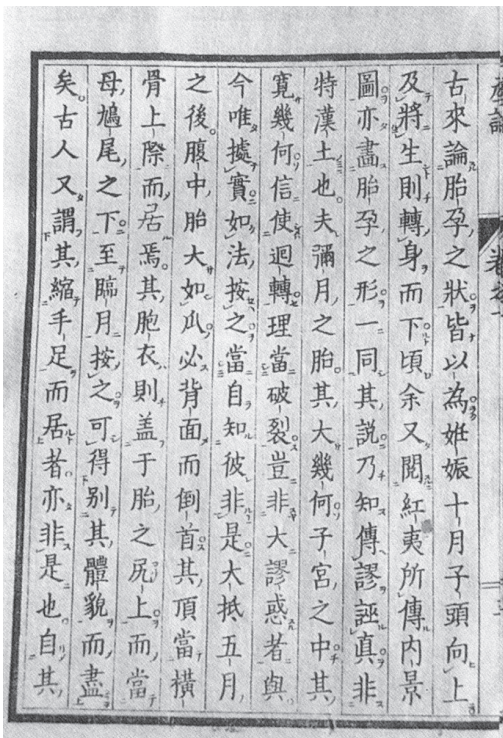 古來論胎孕之狀皆以為姙娠十月子頭向上
及將生則轉身而下頃余又閱紅夷所傳内景
圖亦畵胎孕之形一同其說乃知傳謬誣真非
特漢土也夫彌月之胎其大幾何子宮之中其
寛幾何信使迴轉理當破裂豈非大謬惑者與
今唯據實如法按之當自知彼非是大抵五月
之後腹中胎大如瓜必背面而倒首其頂當橫
骨上際而居焉其胞衣則盖于胎之尻上而當
母鳩尾之下至臨月按之可得別其體貌而盡
矣古人又謂其縮手足而居者亦非是也自其